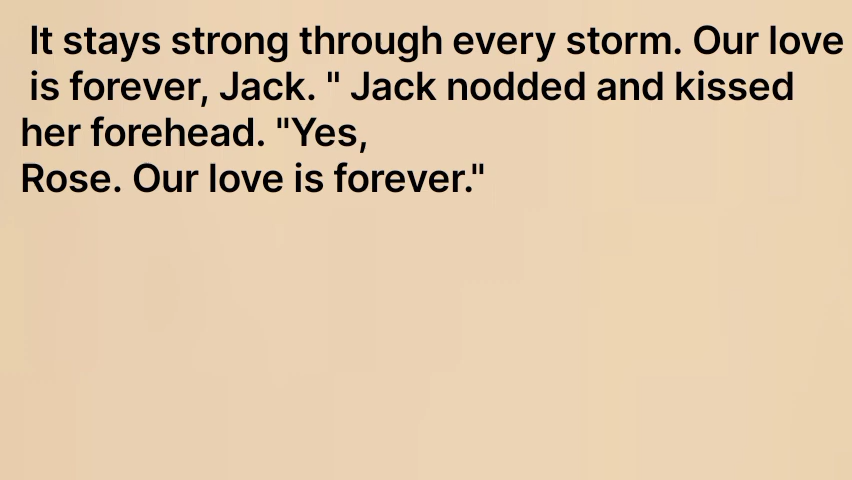 It stays strong through every storm. Our love
is forever, Jack. " Jack nodded and kissed
her forehead. "Yes,
Rose. Our love is forever."